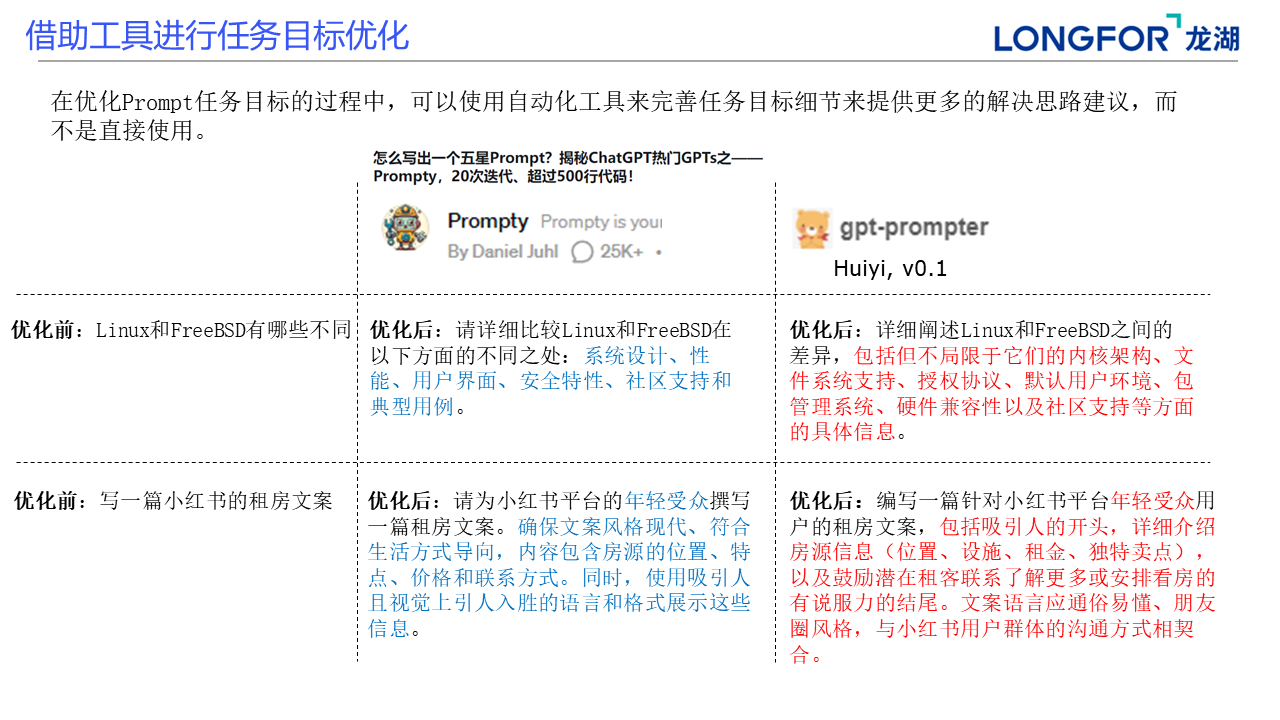 借助工具进行任务目标优化
LONGFOR 龙湖
在优化Prompt任务目标的过程中，可以使用自动化工具来完善任务目标细节来提供更多的解决思路建议，而
不是直接使用。
怎么写出一个五星Prompt？揭秘ChatGPT热门GPTs之——
Prompty，20次迭代、超过500行代码！
Prompty Prompty is your
By Daniel Juhl 25K+ •
gpt-prompter
Huiyi, v0.1
优化前：Linux和FreeBSD有哪些不同
优化后：请详细比较Linux和FreeBSD在
以下方面的不同之处：系统设计、性
能、用户界面、安全特性、社区支持和
典型用例。
优化后：详细阐述Linux和FreeBSD之间的
差异，包括但不局限于它们的内核架构、文
件系统支持、授权协议、默认用户环境、包
管理系统、硬件兼容性以及社区支持等方面
的具体信息。
优化前：写一篇小红书的租房文案
优化后：请为小红书平台的年轻受众撰写
一篇租房文案。确保文案风格现代、符合
生活方式导向，内容包含房源的位置、特
点、价格和联系方式。同时，使用吸引人
且视觉上引人入胜的语言和格式展示这些
信息。
优化后：编写一篇针对小红书平台年轻受众用
户的租房文案，包括吸引人的开头，详细介绍
房源信息（位置、设施、租金、独特卖点），
以及鼓励潜在租客联系了解更多或安排看房的
有说服力的结尾。文案语言应通俗易懂、朋友
圈风格，与小红书用户群体的沟通方式相契
合。